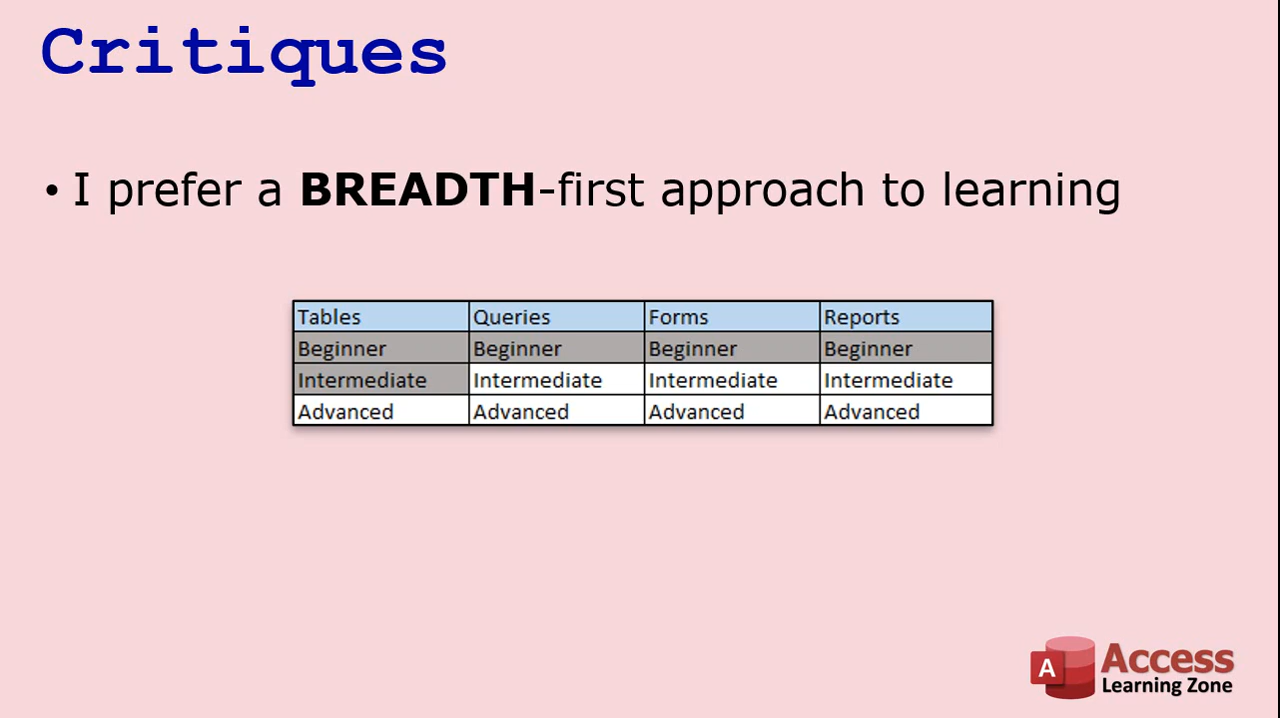 Critiques
• I prefer a BREADTH-first approach to learning
Tables Queries Forms Reports
Beginner Beginner Beginner Beginner
Intermediate Intermediate Intermediate Intermediate
Advanced Advanced Advanced Advanced
A Access
Learning Zone